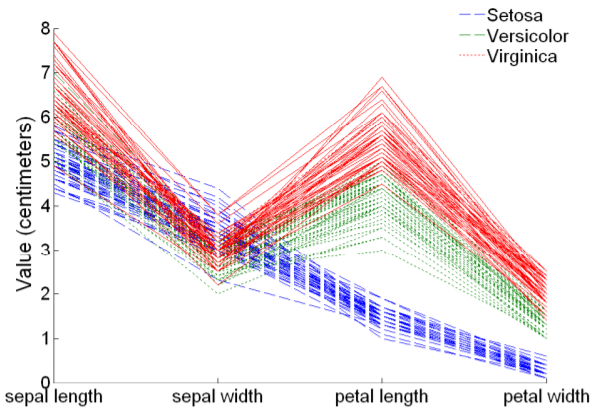 8
7
6
5
4
3
2
1
0
Value (centimeters)
Setosa
Versicolor
Virginica
sepal length sepal width petal length petal width